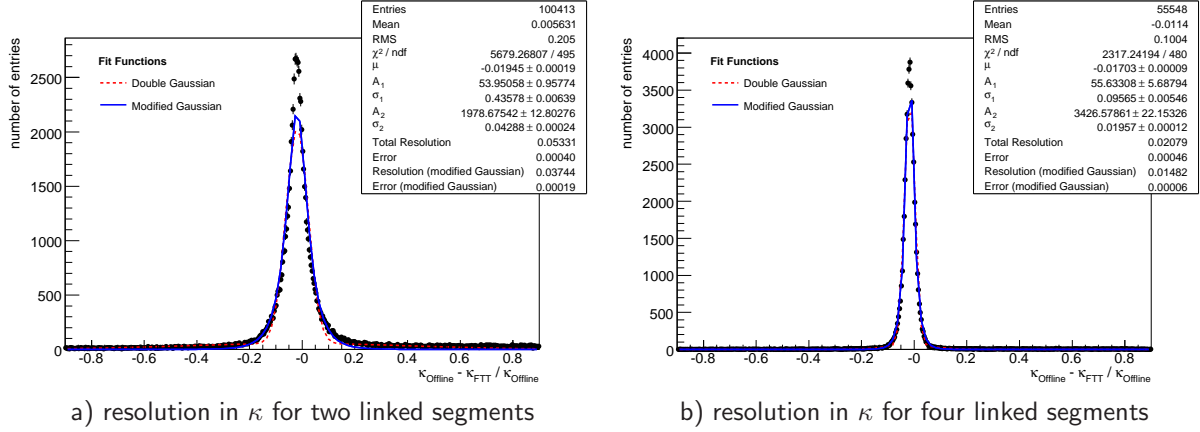 Entries 100413
Mean 0.005631
RMS 0.205
χ² / ndf 5679.26807 / 495
μ -0.01945 ± 0.00019
A₁ 53.95058 ± 0.95774
σ₁ 0.43578 ± 0.00639
A₂ 1978.67542 ± 12.80276
σ₂ 0.04288 ± 0.00024
Total Resolution 0.05331
Error 0.00040
Resolution (modified Gaussian) 0.03744
Error (modified Gaussian) 0.00019
number of entries
Fit Functions
Double Gaussian
Modified Gaussian
2500
2000
1500
1000
500
0
-0.8 -0.6 -0.4 -0.2 -0 0.2 0.4 0.6 0.8
κOffline - κFTT / κOffline
a) resolution in κ for two linked segments
Entries 55548
Mean -0.0114
RMS 0.1004
χ² / ndf 2317.24194 / 480
μ -0.01703 ± 0.00009
A₁ 55.63308 ± 5.68794
σ₁ 0.09565 ± 0.00546
A₂ 3426.57861 ± 22.15326
σ₂ 0.01957 ± 0.00012
Total Resolution 0.02079
Error 0.00046
Resolution (modified Gaussian) 0.01482
Error (modified Gaussian) 0.00006
number of entries
Fit Functions
Double Gaussian
Modified Gaussian
4000
3500
3000
2500
2000
1500
1000
500
0
-0.8 -0.6 -0.4 -0.2 -0 0.2 0.4 0.6 0.8
κOffline - κFTT / κOffline
b) resolution in κ for four linked segments